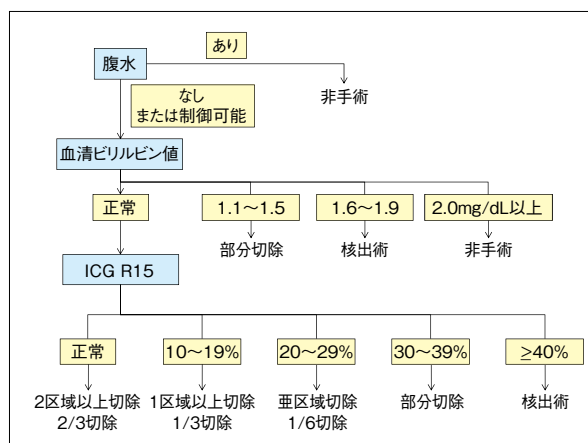 あり
腹水
非手術
なし
または制御可能
血清ビリルビン値
正常
1.1～1.5
1.6～1.9
2.0mg/dL以上
部分切除
核出術
非手術
ICG R15
正常
10～19%
20～29%
30～39%
≥40%
2区域以上切除
2/3切除
1区域以上切除
1/3切除
亜区域切除
1/6切除
部分切除
核出術